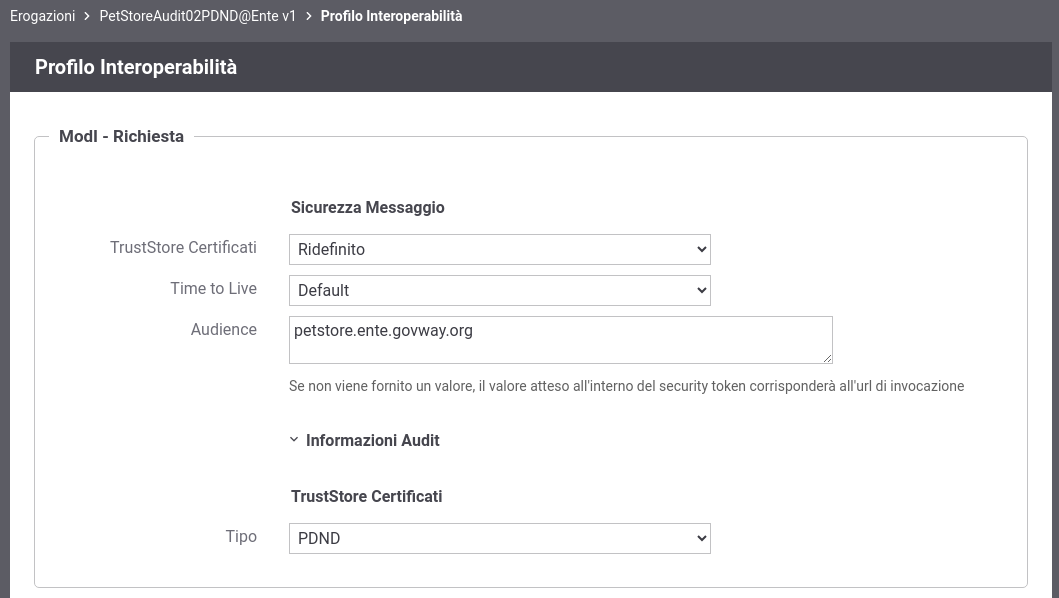 Erogazioni > PetStoreAudit02PDND@Ente v1 > Profilo Interoperabilità
Profilo Interoperabilità
ModI - Richiesta
Sicurezza Messaggio
TrustStore Certificati Ridefinito
Time to Live Default
Audience petstore.ente.govway.org
Se non viene fornito un valore, il valore atteso all'interno del security token corrisponderà all'url di invocazione
Informazioni Audit
TrustStore Certificati
Tipo PDND